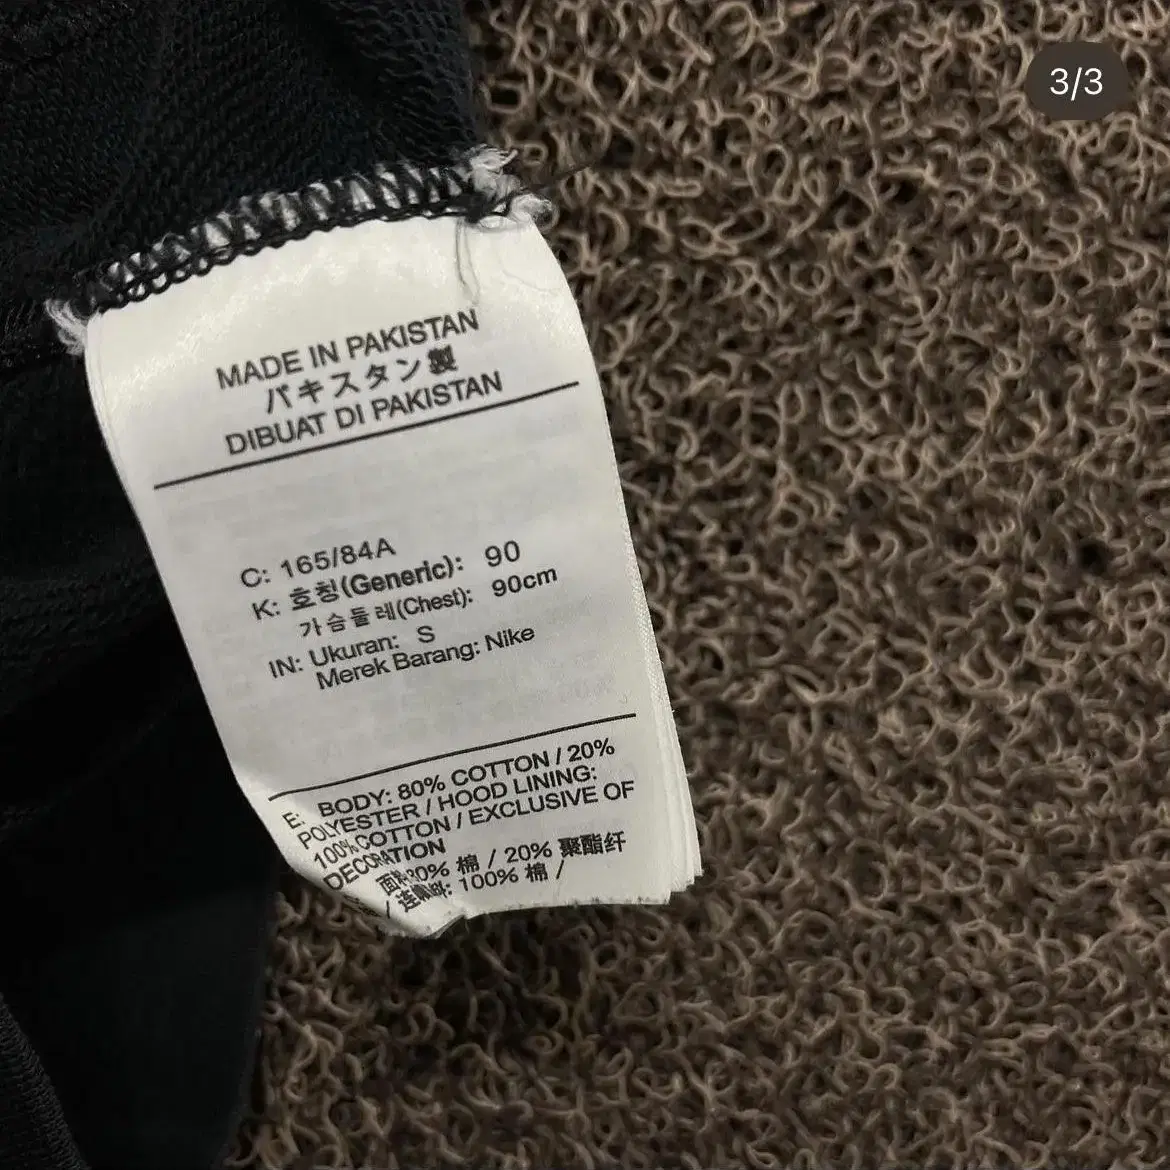 3/3
MADE IN PAKISTAN
パキスタン製
DIBUAT DI PAKISTAN
C: 165/84A
K: 호칭(Generic): 90
가슴둘레(Chest): 90cm
IN: Ukuran: S
Merek Barang: Nike
E: BODY: 80% COTTON / 20%
POLYESTER / HOOD LINING:
100% COTTON / EXCLUSIVE OF
DECORATION
80% 棉 / 20% 聚酯纤
/ 100% 棉 /